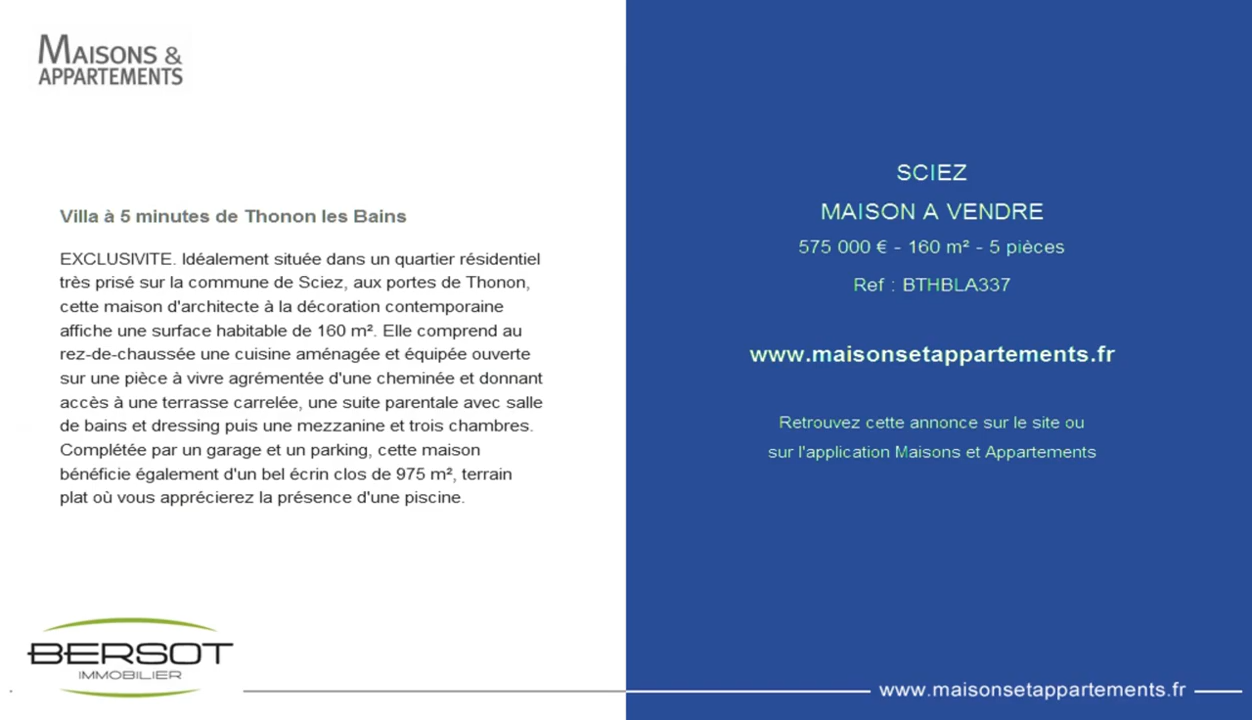 MAISONS &
APPARTEMENTS
Villa à 5 minutes de Thonon les Bains
EXCLUSIVITE. Idéalement située dans un quartier résidentiel
très prisé sur la commune de Sciez, aux portes de Thonon,
cette maison d'architecte à la décoration contemporaine
affiche une surface habitable de 160 m². Elle comprend au
rez-de-chaussée une cuisine aménagée et équipée ouverte
sur une pièce à vivre agrémentée d'une cheminée et donnant
accès à une terrasse carrelée, une suite parentale avec salle
de bains et dressing puis une mezzanine et trois chambres.
Complétée par un garage et un parking, cette maison
bénéficie également d'un bel écrin clos de 975 m², terrain
plat où vous apprécierez la présence d'une piscine.
BERSOT
IMMOBILIER
SCIEZ
MAISON A VENDRE
575 000 € - 160 m² - 5 pièces
Ref : BTHBLA337
www.maisonsetappartements.fr
Retrouvez cette annonce sur le site ou
sur l'application Maisons et Appartements
www.maisonsetappartements.fr